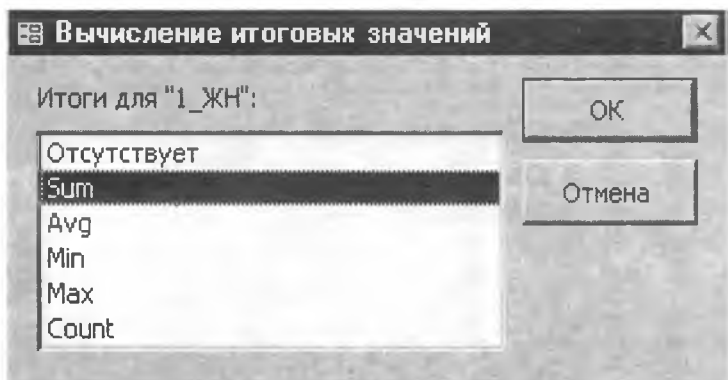 Вычисление итоговых значений
Итоги для "1_ЖН":
OK
Отсутствует
Sum
Отмена
Avg
Min
Max
Count